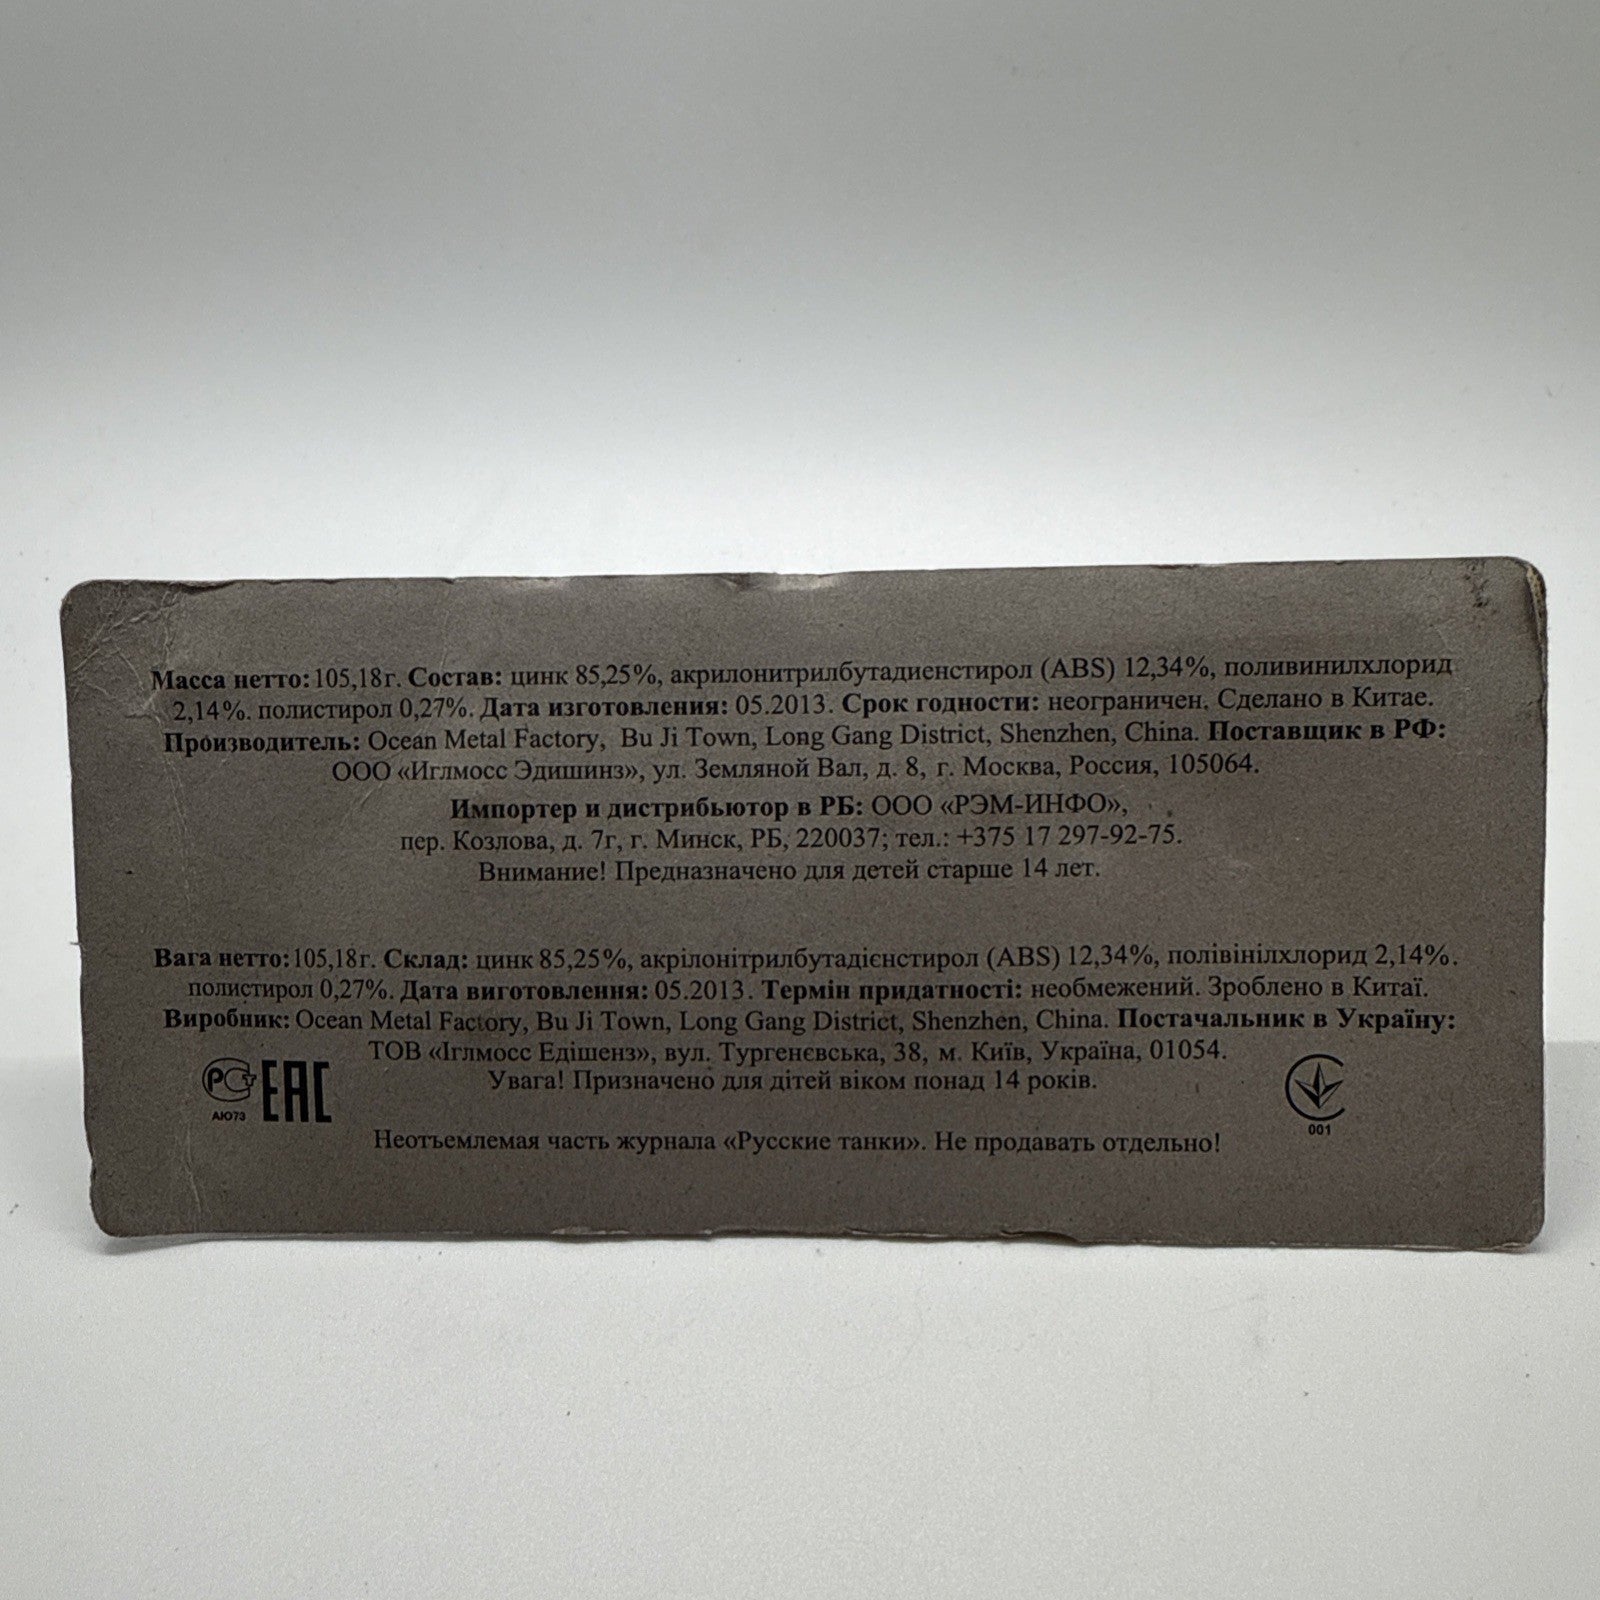 Масса нетто: 105,18г. Состав: цинк 85,25%, акрилонитрилбутадиенстирол (ABS) 12,34%, поливинилхлорид
2,14%. полистирол 0,27%. Дата изготовления: 05.2013. Срок годности: неограничен. Сделано в Китае.
Производитель: Ocean Metal Factory, Bu Ji Town, Long Gang District, Shenzhen, China. Поставщик в РФ:
ООО «Иглмосс Эдишинз», ул. Земляной Вал, д. 8, г. Москва, Россия, 105064.
Импортер и дистрибьютор в РБ: ООО «РЭМ-ИНФО»,
пер. Козлова, д. 7г, г. Минск, РБ, 220037; тел.: +375 17 297-92-75.
Внимание! Предназначено для детей старше 14 лет.
Вага нетто: 105,18г. Склад: цинк 85,25%, акрілонітрилбутадієнстирол (ABS) 12,34%, полівінілхлорид 2,14%.
полистирол 0,27%. Дата виготовлення: 05.2013. Термін придатності: необмежений. Зроблено в Китаї.
Виробник: Ocean Metal Factory, Bu Ji Town, Long Gang District, Shenzhen, China. Постачальник в Україну:
ТОВ «Іглмосс Едішенз», вул. Тургенєвська, 38, м. Київ, Україна, 01054.
Увага! Призначено для дітей віком понад 14 років.
РСТ ЕАС
АЮ73
001
Неотъемлемая часть журнала «Русские танки». Не продавать отдельно!